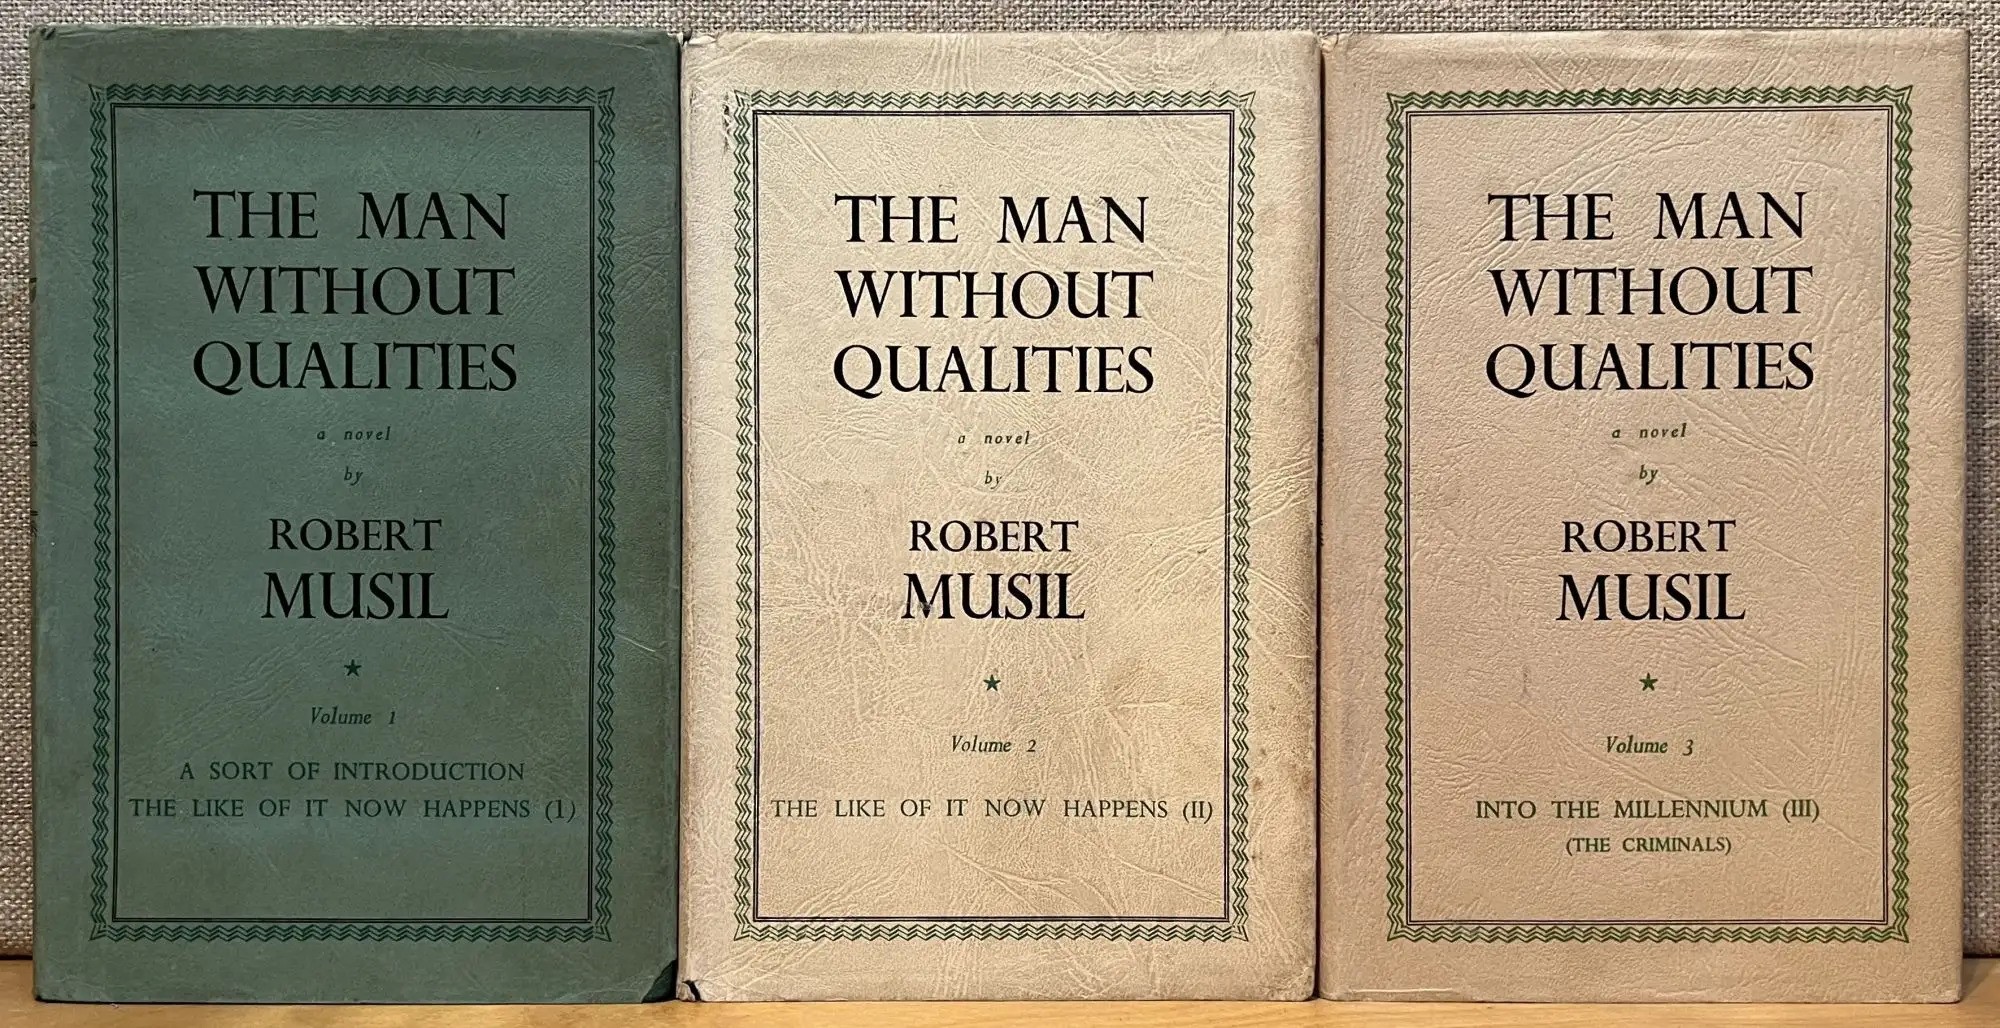 THE MAN
WITHOUT
QUALITIES
a novel
by
ROBERT
MUSIL
Volume 1
A SORT OF INTRODUCTION
THE LIKE OF IT NOW HAPPENS (1)
THE MAN
WITHOUT
QUALITIES
a novel
by
ROBERT
MUSIL
Volume 2
THE LIKE OF IT NOW HAPPENS (II)
THE MAN
WITHOUT
QUALITIES
a novel
by
ROBERT
MUSIL
Volume 3
INTO THE MILLENNIUM (III)
(THE CRIMINALS)